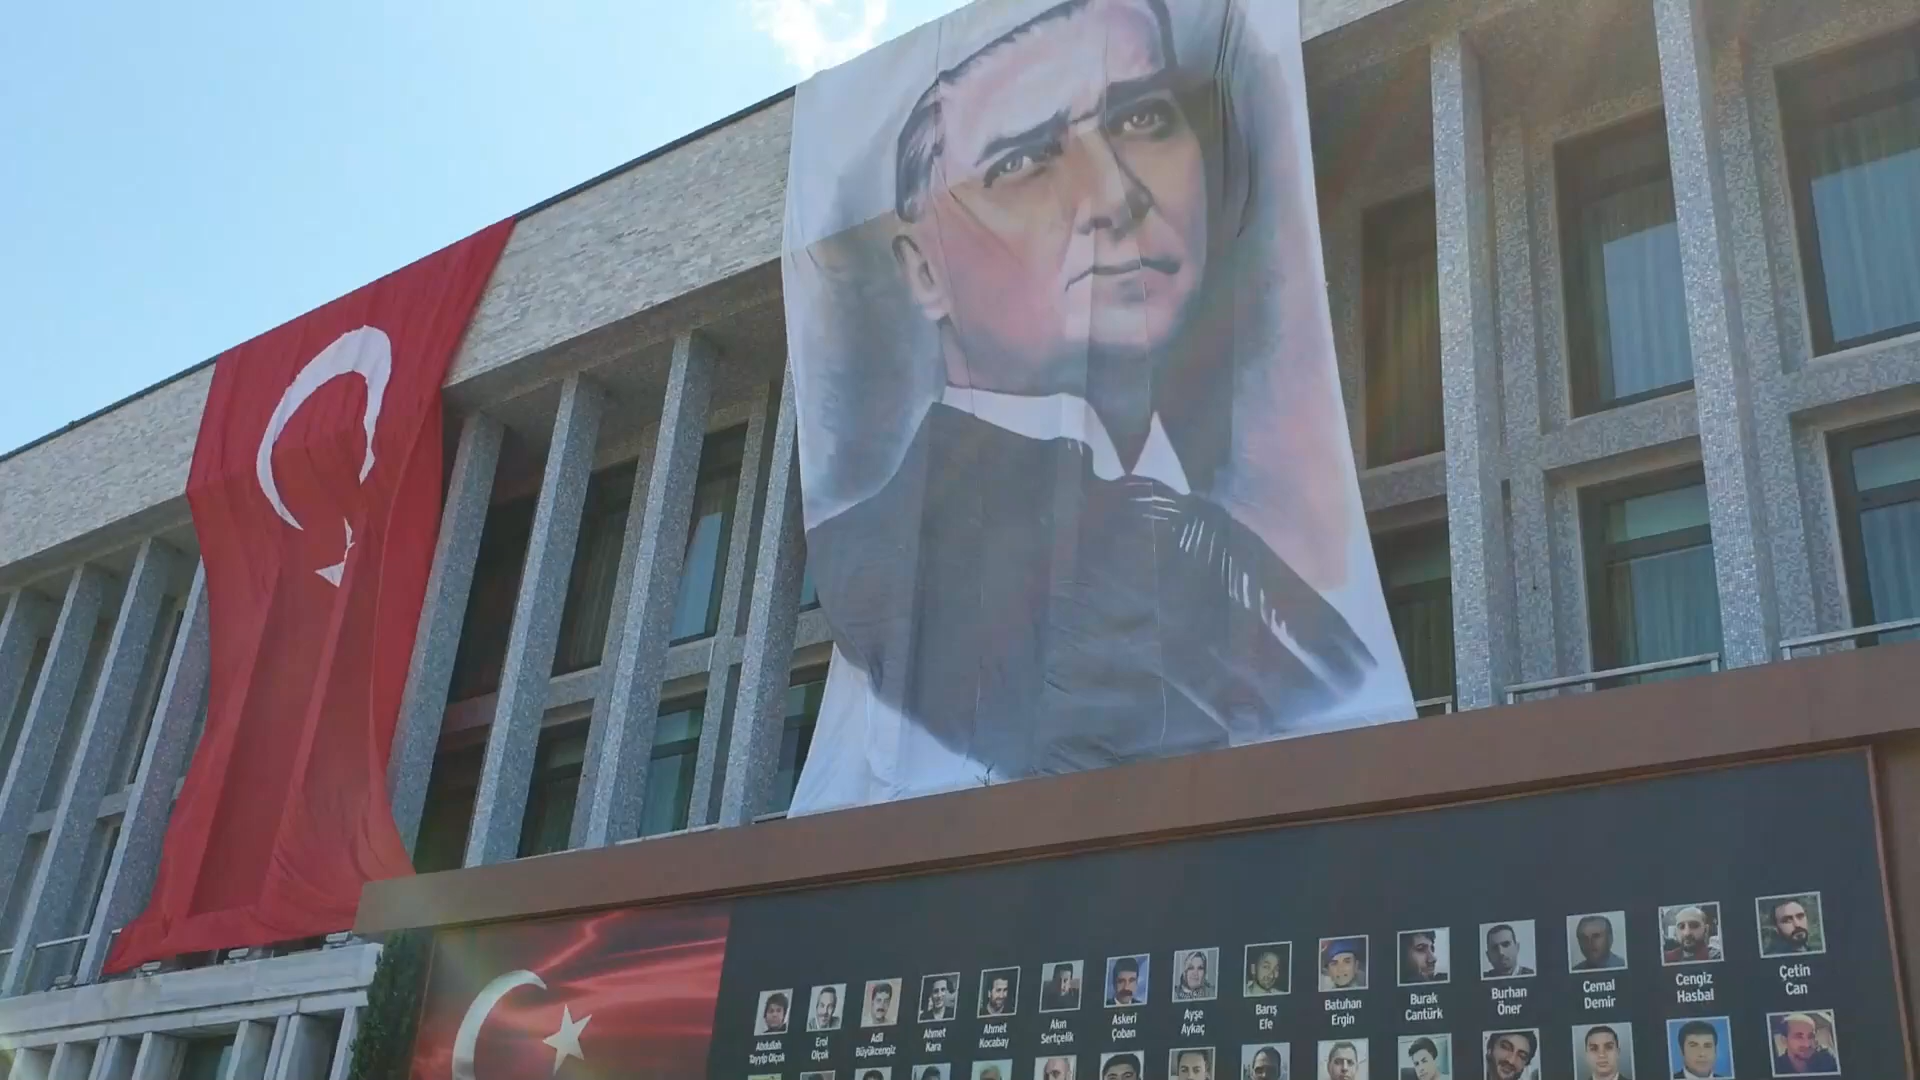 Abdullah
Tayyip Olçok
Erol
Olçok
Adil
Büyükcengiz
Ahmet
Kara
Ahmet
Kocabay
Akın
Sertçelik
Askeri
Çoban
Ayşe
Aykaç
Barış
Efe
Batuhan
Ergin
Burak
Cantürk
Burhan
Öner
Cemal
Demir
Cengiz
Hasbal
Çetin
Can